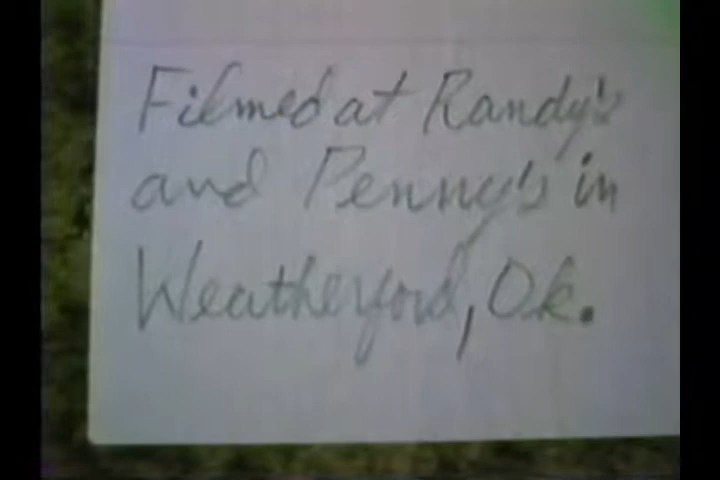 Filmed at Randy's
and Penny's in
Weatherford, Ok.